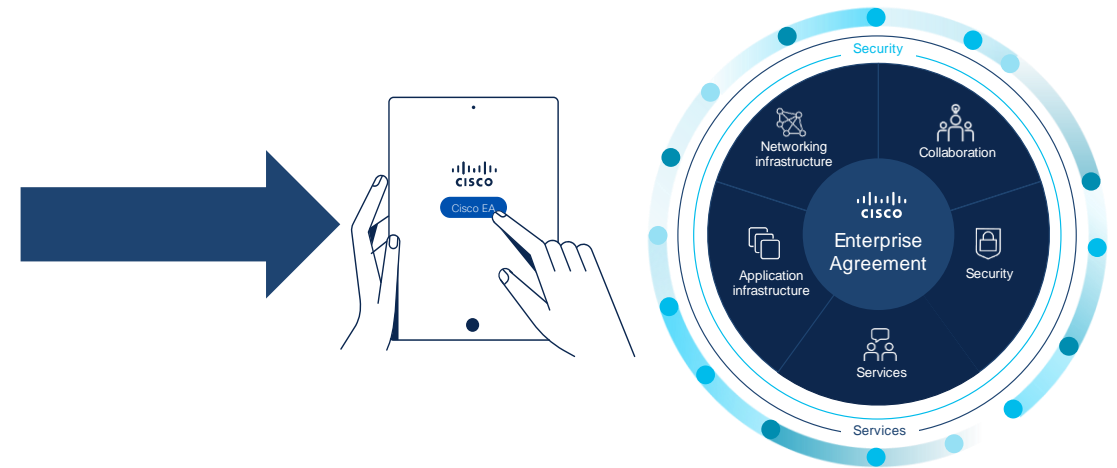 CISCO
Cisco EA
Security
Networking
infrastructure
Collaboration
CISCO
Enterprise
Agreement
Application
infrastructure
Security
Services
Services